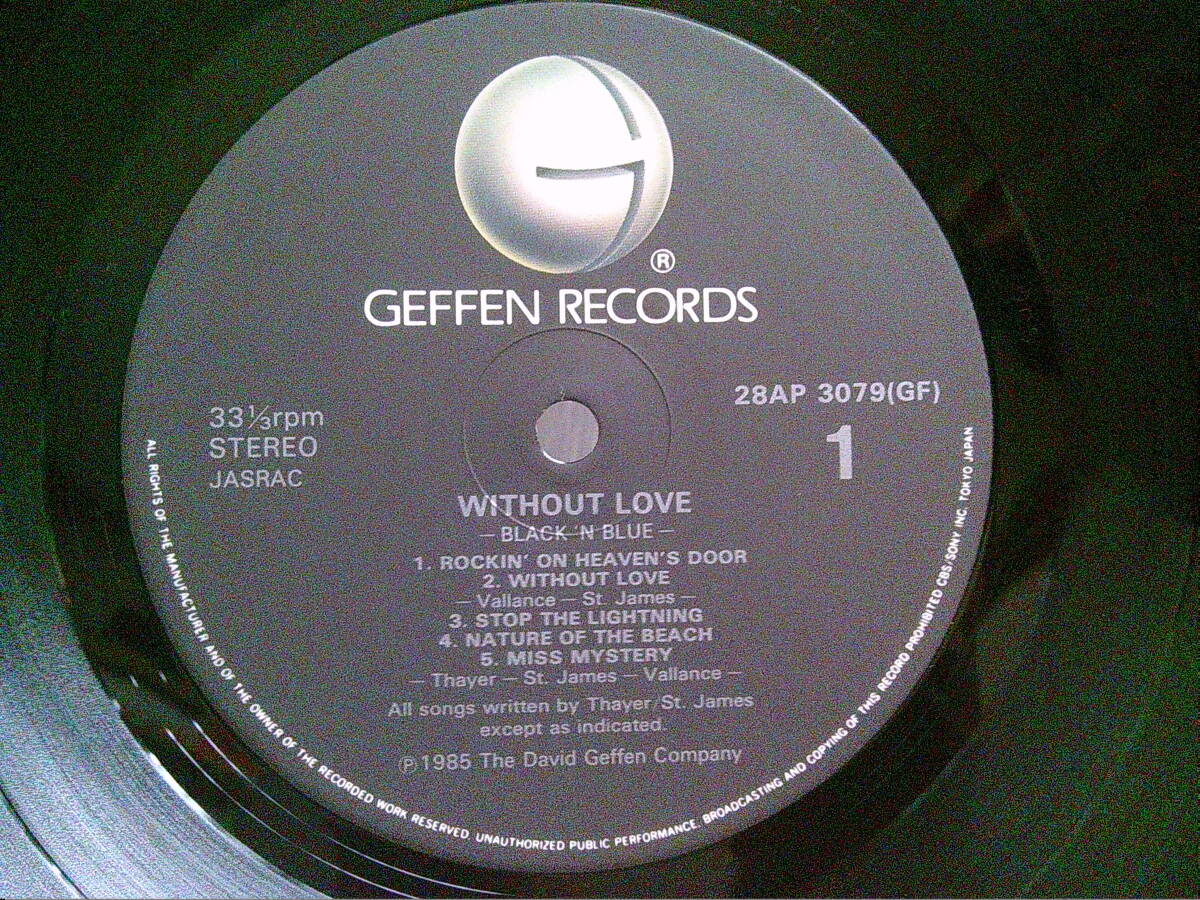 ®
GEFFEN RECORDS
28AP 3079(GF)
1
33⅓rpm
STEREO
JASRAC
WITHOUT LOVE
— BLACK 'N BLUE —
1. ROCKIN' ON HEAVEN'S DOOR
2. WITHOUT LOVE
— Vallance — St. James —
3. STOP THE LIGHTNING
4. NATURE OF THE BEACH
5. MISS MYSTERY
— Thayer — St. James — Vallance —
All songs written by Thayer/St. James
except as indicated.
℗1985 The David Geffen Company
ALL RIGHTS OF THE MANUFACTURER AND OF THE OWNER OF THE RECORDED WORK RESERVED. UNAUTHORIZED PUBLIC PERFORMANCE. BROADCASTING AND COPYING OF THIS RECORD PROHIBITED CBS/SONY INC. TOKYO JAPAN